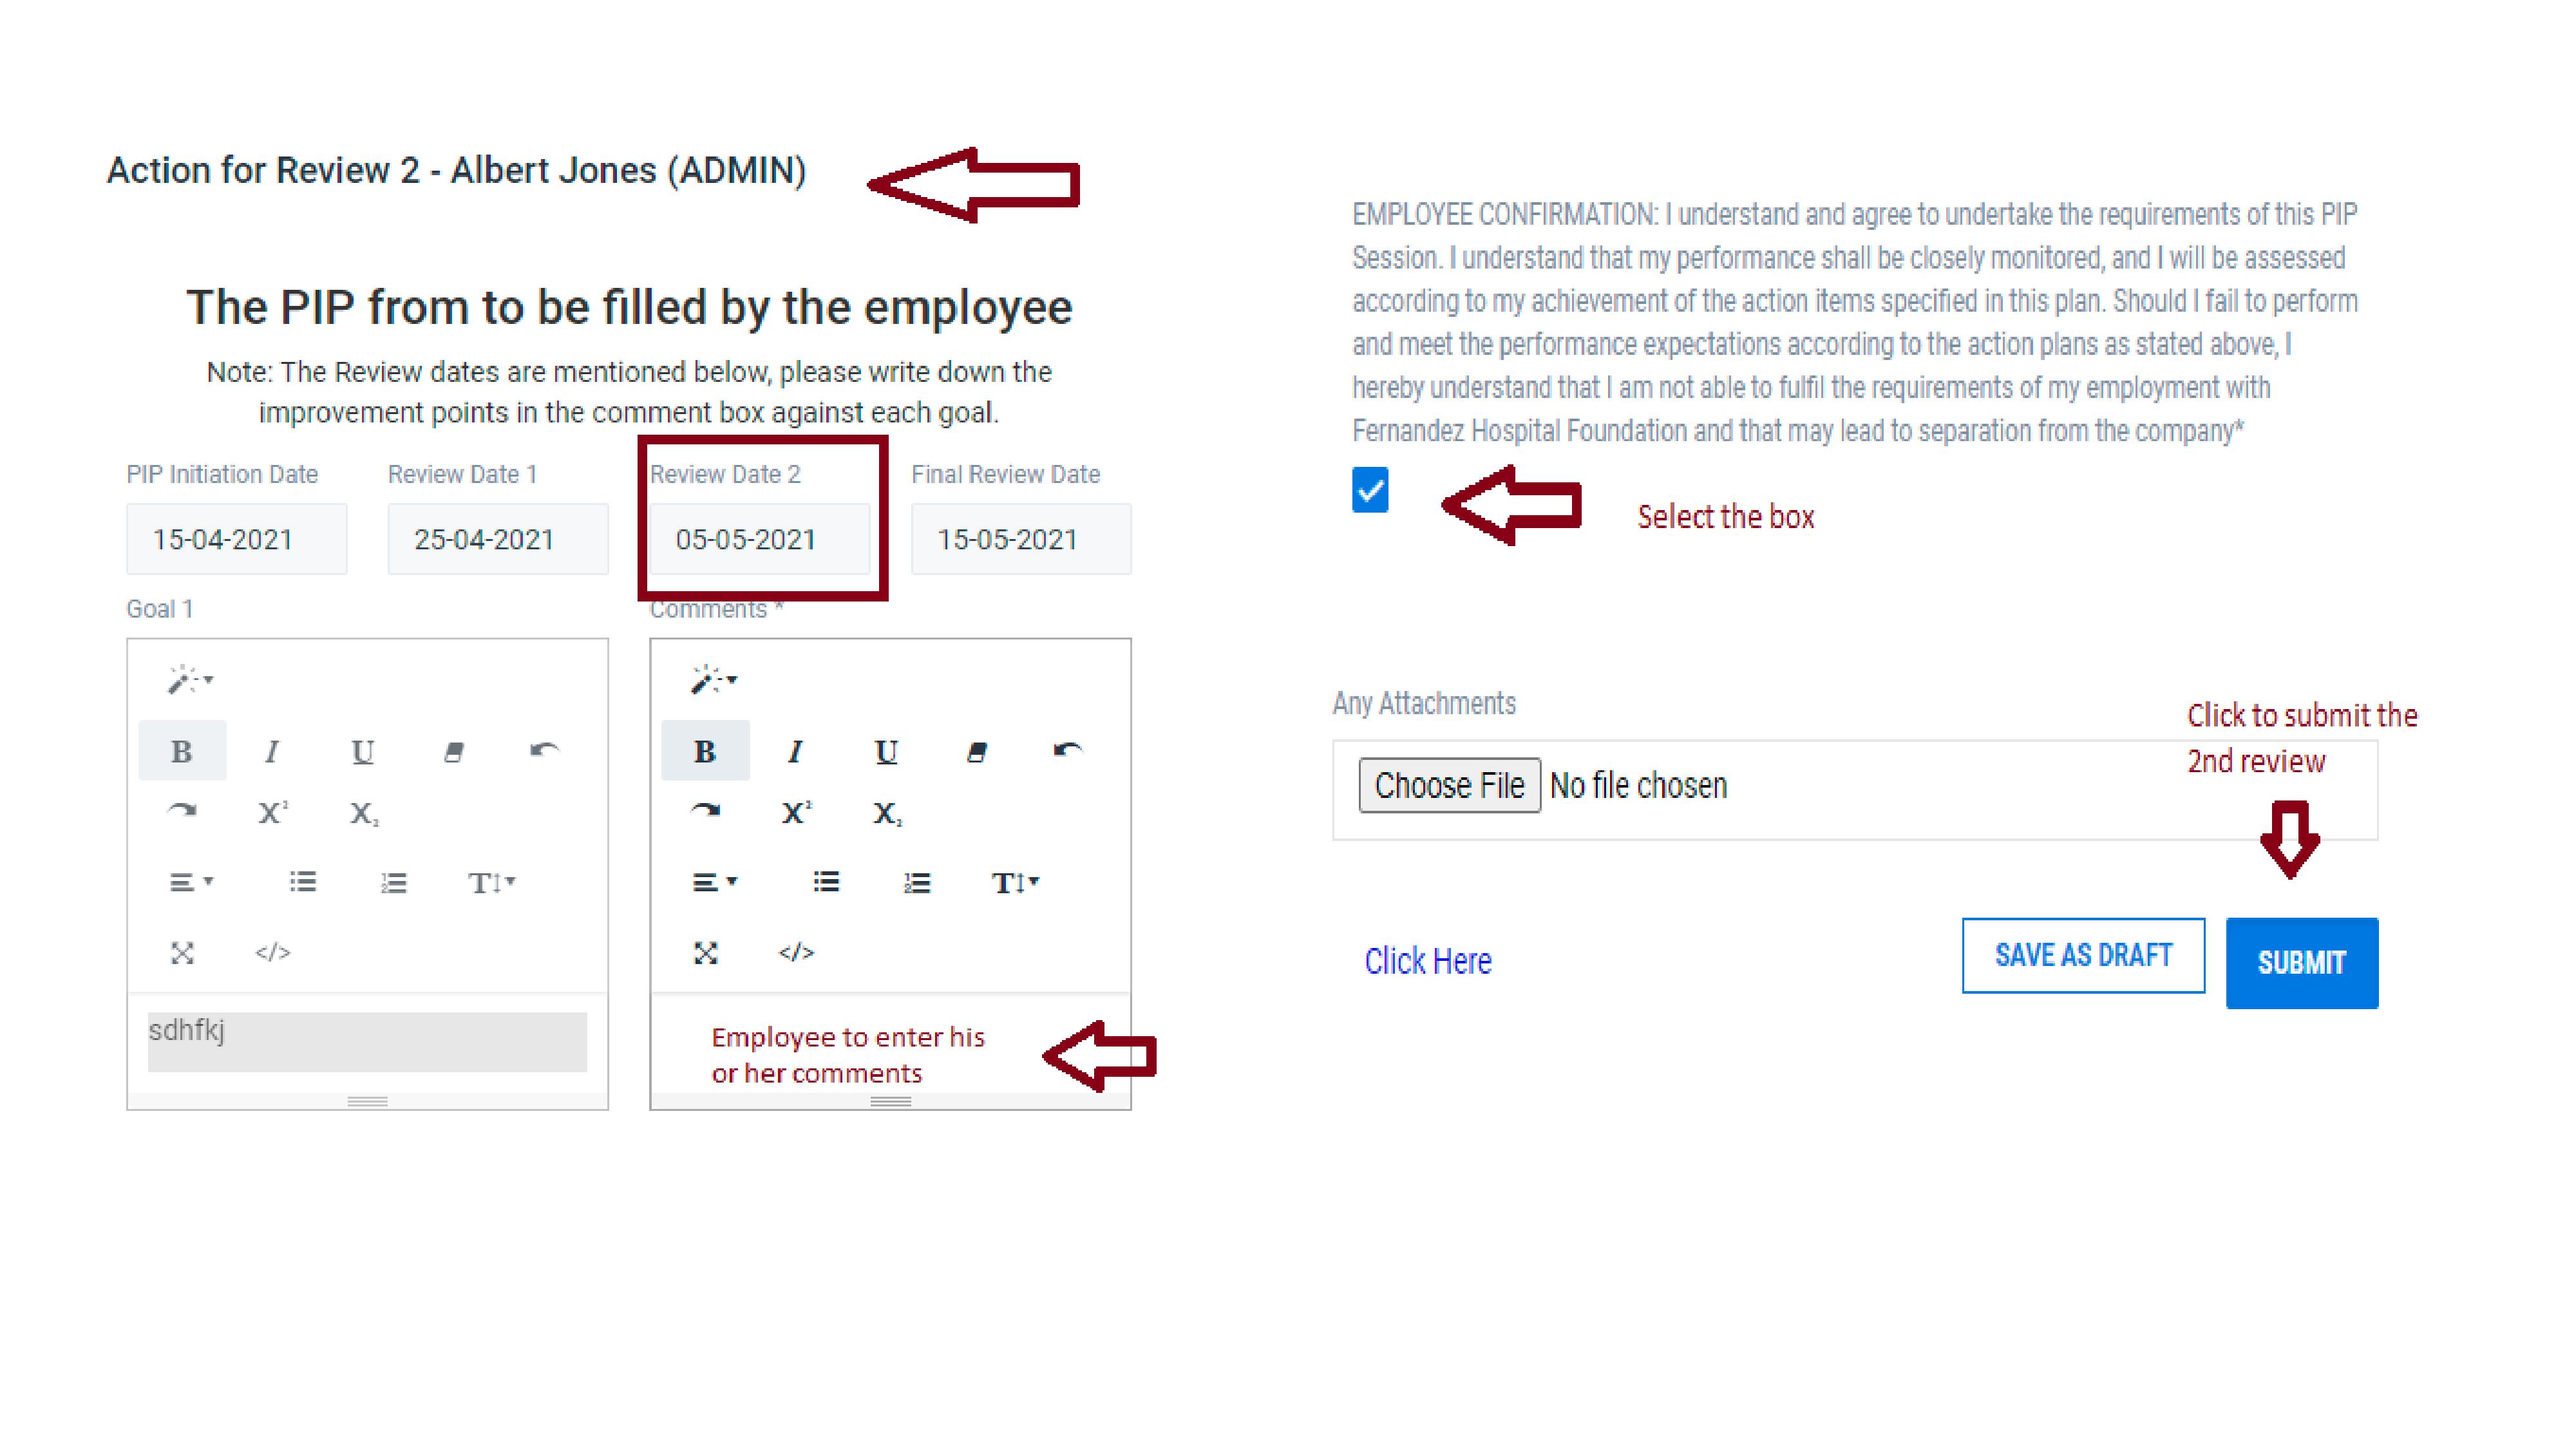 Action for Review 2 - Albert Jones (ADMIN)
The PIP from to be filled by the employee
Note: The Review dates are mentioned below, please write down the
improvement points in the comment box against each goal.
PIP Initiation Date
Review Date 1
Review Date 2
Final Review Date
15-04-2021
25-04-2021
05-05-2021
15-05-2021
Goal 1
Comments *
B I U
X² X₂
T
</>
B I U
X² X₂
T
</>
sdhfkj
Employee to enter his
or her comments
EMPLOYEE CONFIRMATION: I understand and agree to undertake the requirements of this PIP
Session. I understand that my performance shall be closely monitored, and I will be assessed
according to my achievement of the action items specified in this plan. Should I fail to perform
and meet the performance expectations according to the action plans as stated above, I
hereby understand that I am not able to fulfil the requirements of my employment with
Fernandez Hospital Foundation and that may lead to separation from the company*
Select the box
Any Attachments
Click to submit the
2nd review
Choose File No file chosen
Click Here
SAVE AS DRAFT
SUBMIT